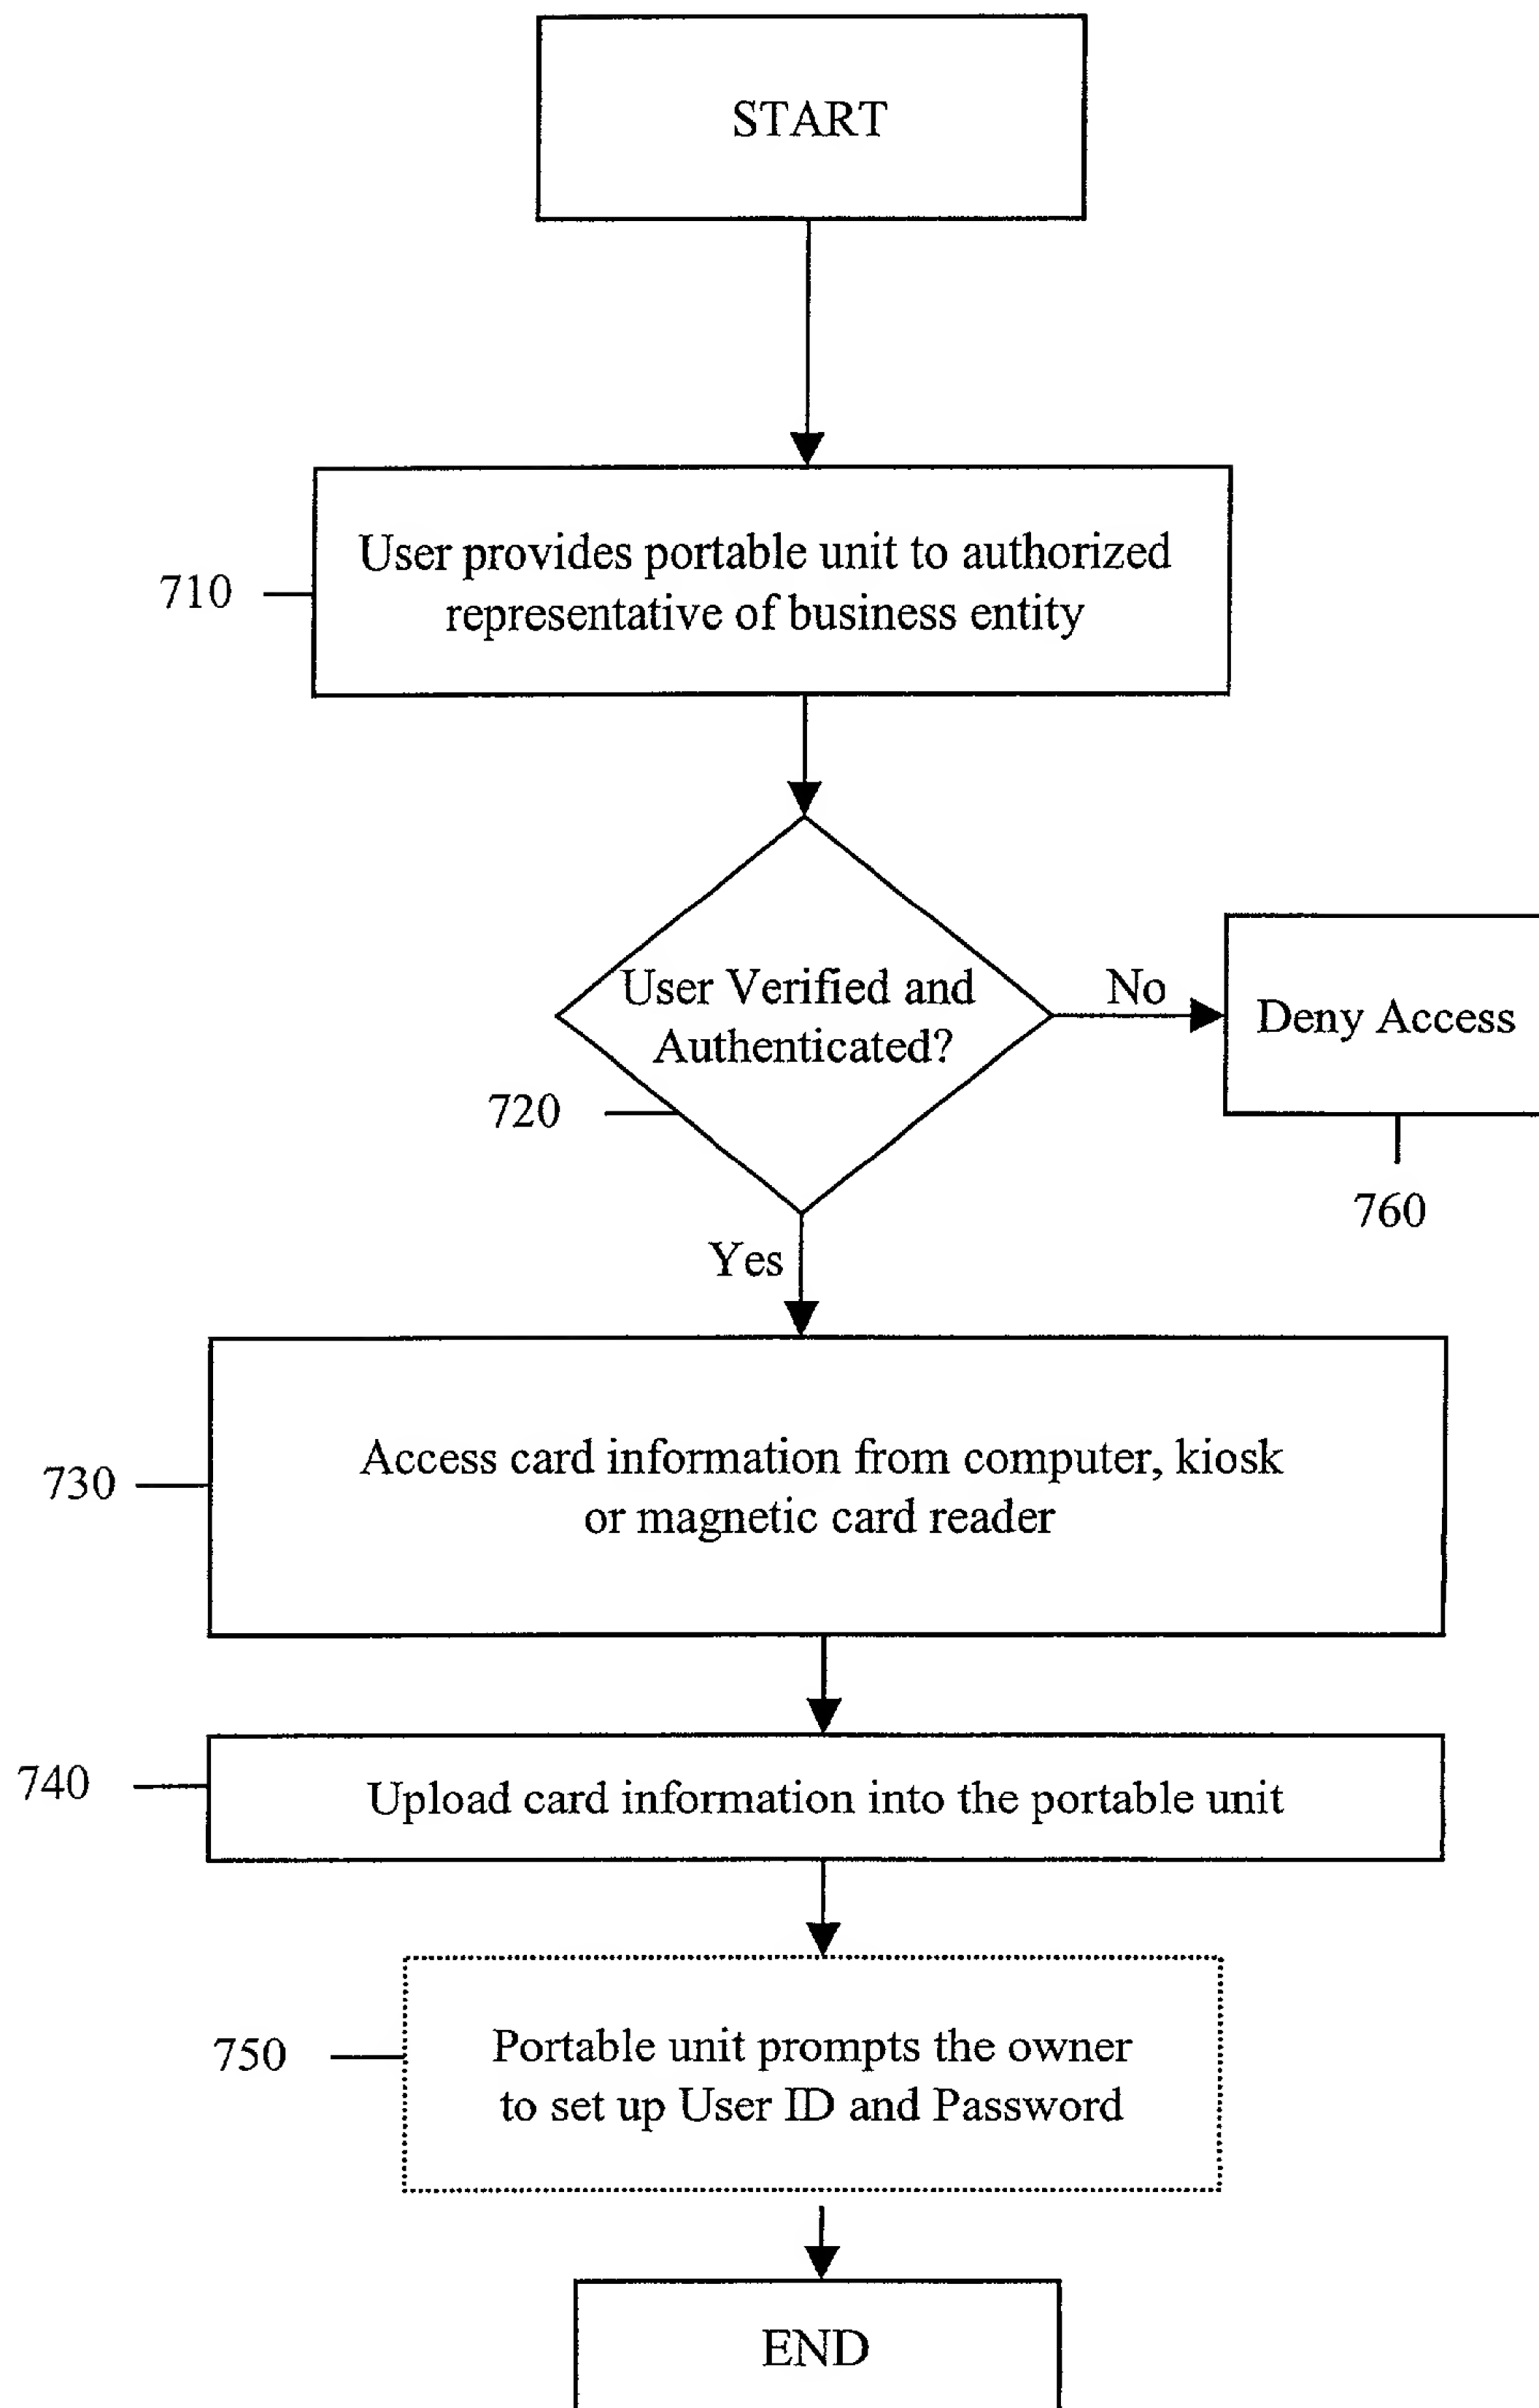 START
User provides portable unit to authorized
representative of business entity
710
User Verified and
Authenticated?
No
Deny Access
720
760
Yes
Access card information from computer, kiosk
or magnetic card reader
730
740
Upload card information into the portable unit
750
Portable unit prompts the owner
to set up User ID and Password
END